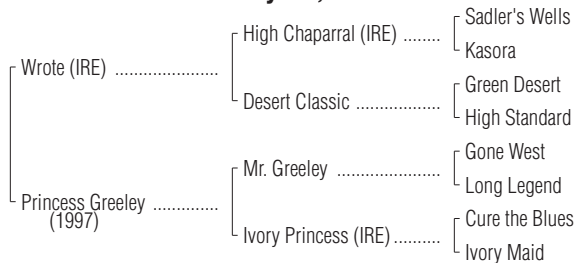 High Chaparral (IRE) ........
Sadler's Wells
Kasora
Wrote (IRE) ......................
Desert Classic ..................
Green Desert
High Standard
Princess Greeley ..............
(1997)
Mr. Greeley ......................
Gone West
Long Legend
Ivory Princess (IRE)..........
Cure the Blues
Ivory Maid